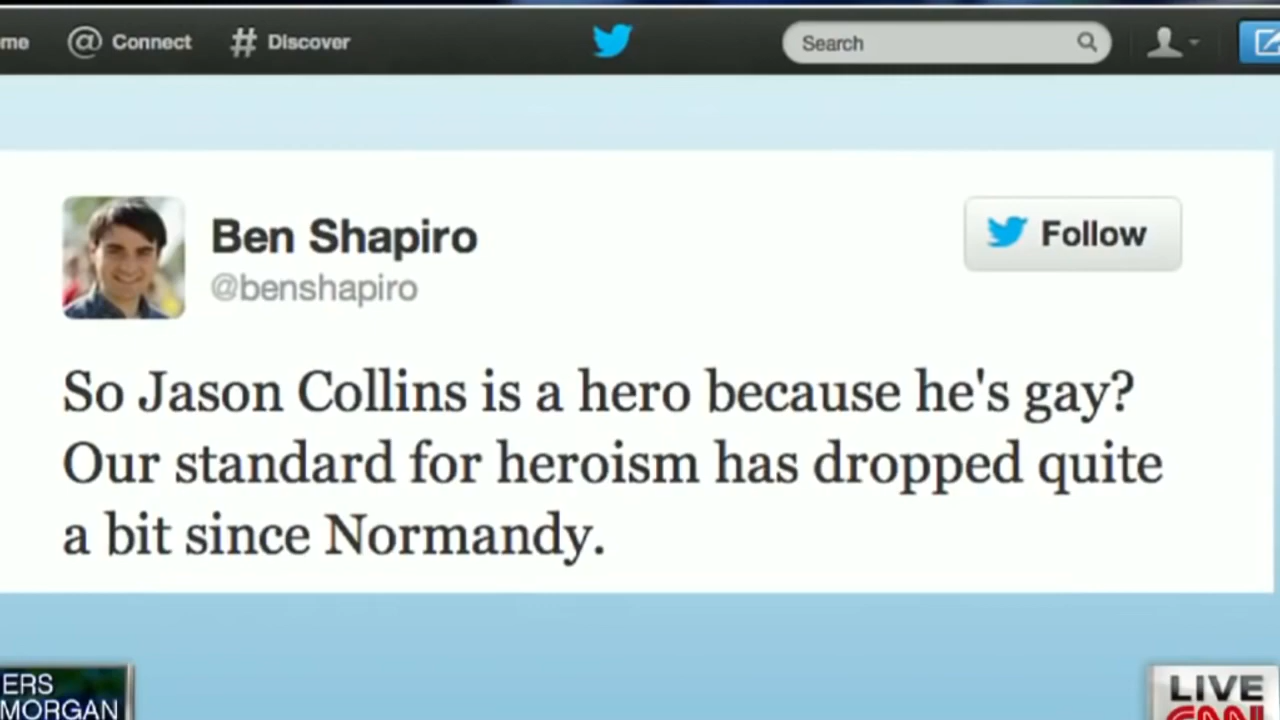 me @ Connect # Discover Search
Ben Shapiro
Follow
@benshapiro
So Jason Collins is a hero because he's gay?
Our standard for heroism has dropped quite
a bit since Normandy.
ERS
MORGAN
LIVE
CNN